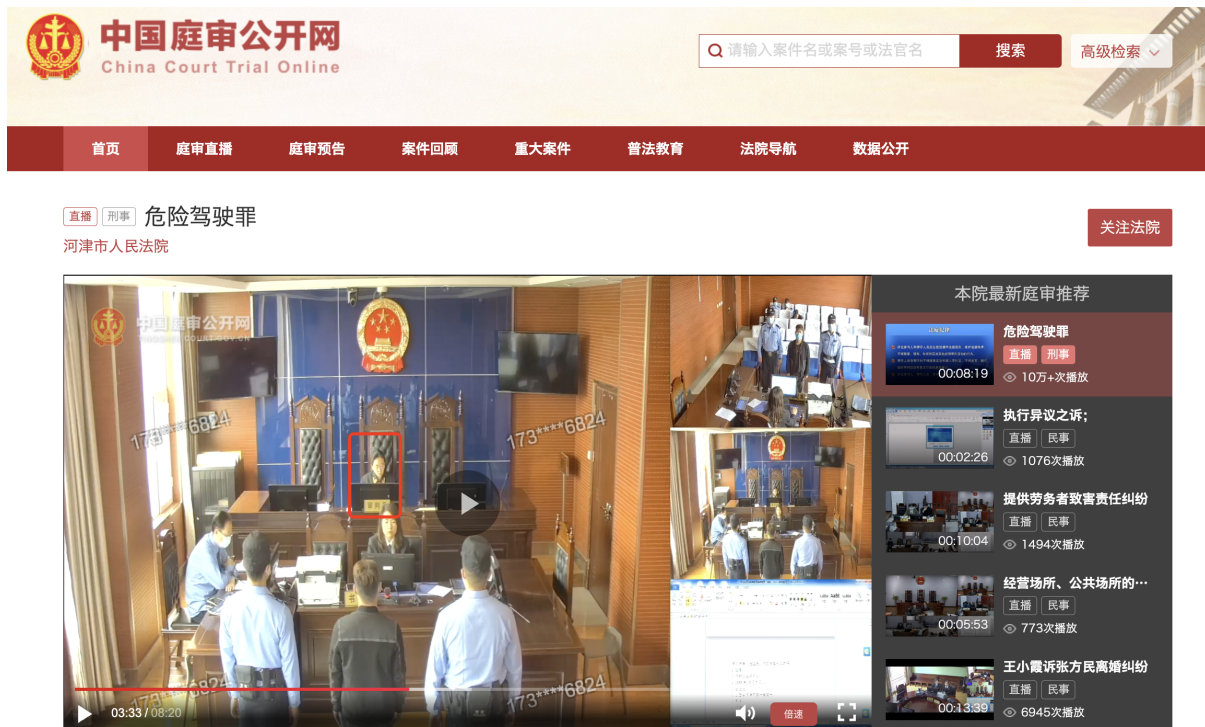 中国庭审公开网
China Court Trial Online
请输入案件名或案号或法官名
搜索
高级检索
首页
庭审直播
庭审预告
案件回顾
重大案件
普法教育
法院导航
数据公开
直播 刑事 危险驾驶罪
河津市人民法院
关注法院
中国庭审公开网
173****6824
173****6824
173****6824
03:33 / 08:20
倍速
本院最新庭审推荐
00:08:19
危险驾驶罪
直播 刑事
10万+次播放
00:02:26
执行异议之诉;
直播 民事
1076次播放
00:10:04
提供劳务者致害责任纠纷
直播 民事
1494次播放
00:05:53
经营场所、公共场所的…
直播 民事
773次播放
00:13:39
王小霞诉张方民离婚纠纷
直播 民事
6945次播放